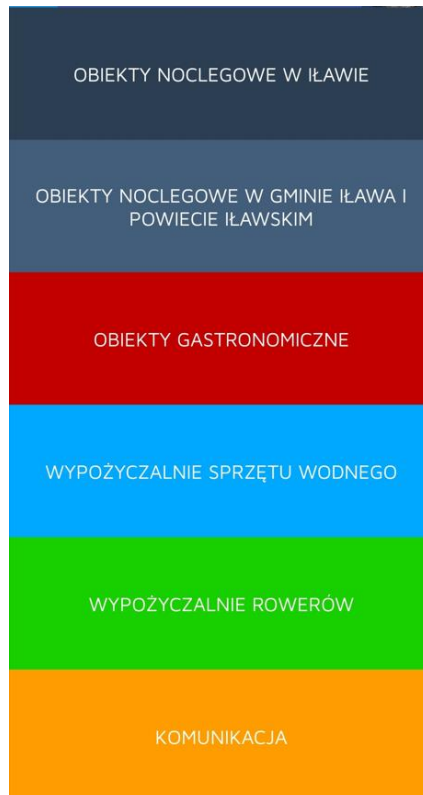 OBIEKTY NOCLEGOWE W IŁAWIE
OBIEKTY NOCLEGOWE W GMINIE IŁAWA I
POWIECIE IŁAWSKIM
OBIEKTY GASTRONOMICZNE
WYPOŻYCZALNIE SPRZĘTU WODNEGO
WYPOŻYCZALNIE ROWERÓW
KOMUNIKACJA